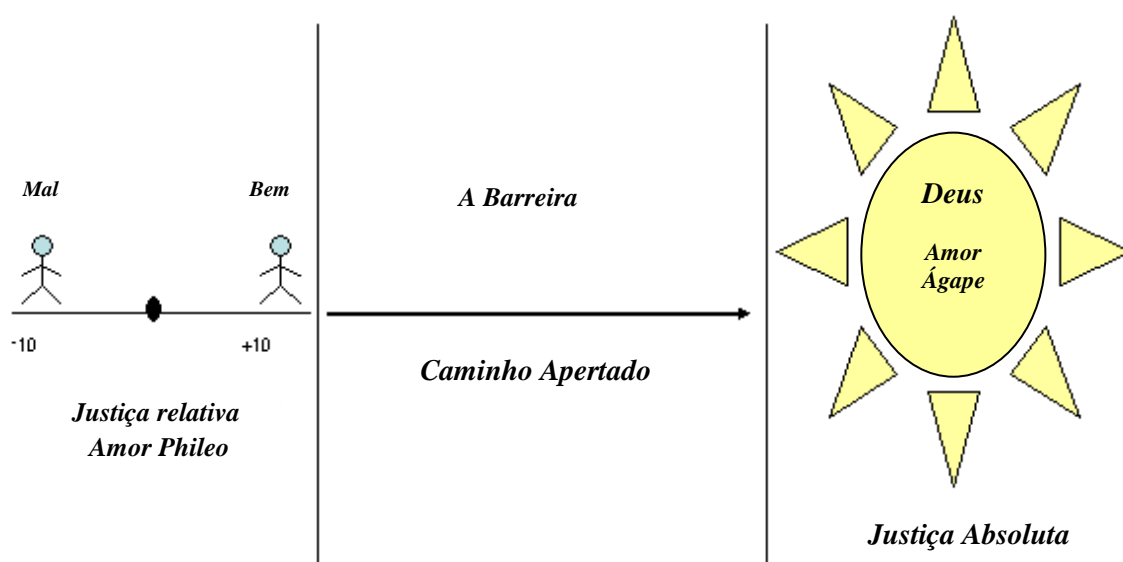 Mal
Bem
-10
+10
Justiça relativa
Amor Phileo
A Barreira
Caminho Apertado
Deus
Amor
Ágape
Justiça Absoluta